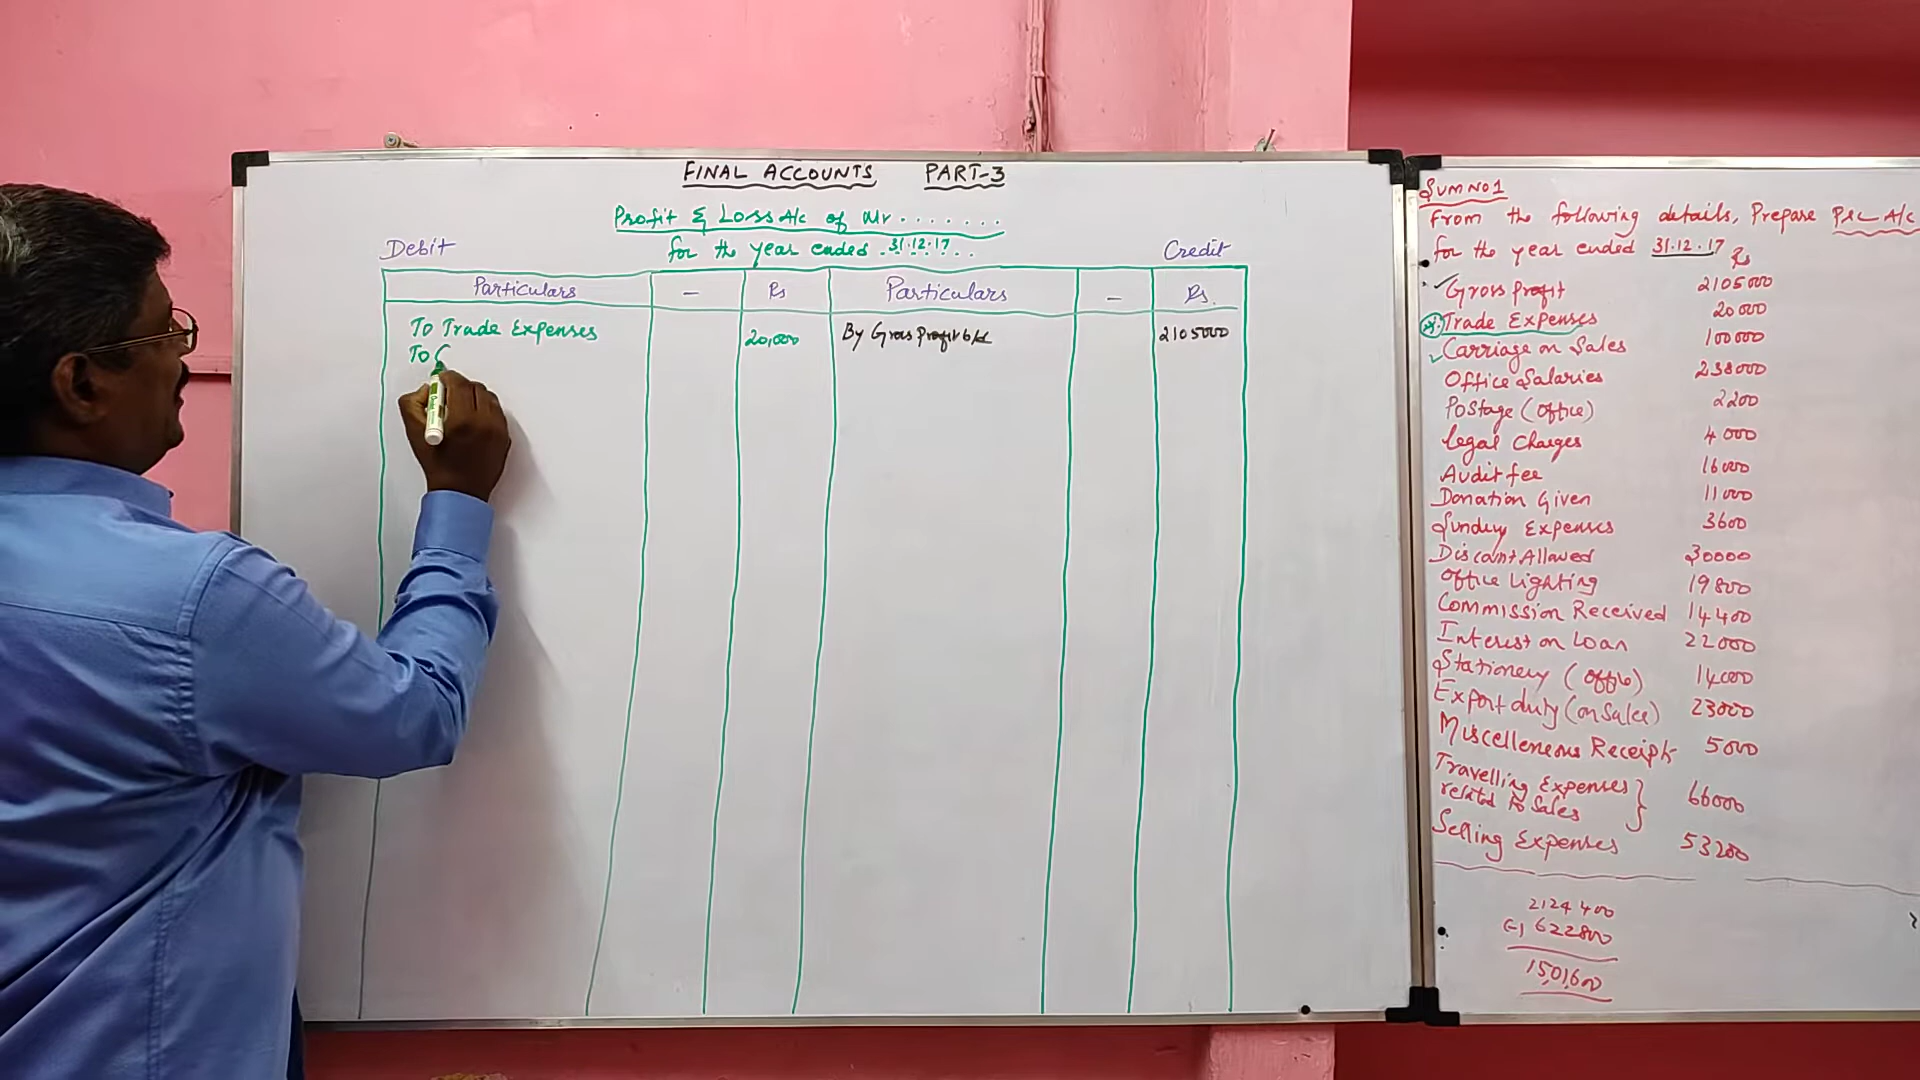 FINAL ACCOUNTS PART-3
Profit & Loss A/c of Mr.......
for the year ended .31.12.17...
Debit
Credit
Particulars – Rs Particulars – Rs.
To Trade Expenses 20,000 By Gross profit b/d 2105000
To C
SUM NO 1
From the following details, Prepare P&L A/c
for the year ended 31.12.17
Rs
Gross profit 2105000
Trade Expenses 20000
Carriage on Sales 100000
Office Salaries 238000
Postage (office) 2200
Legal Charges 4000
Audit fee 16000
Donation Given 11000
Sundry Expenses 3600
Discount Allowed 30000
Office Lighting 19800
Commission Received 14400
Interest on Loan 22000
Stationery (office) 14000
Export duty (on Sales) 23000
Miscelleneous Receipts 5000
Travelling Expenses
related to Sales } 66000
Selling Expenses 53200
2124400
(-) 622800
15,01,600